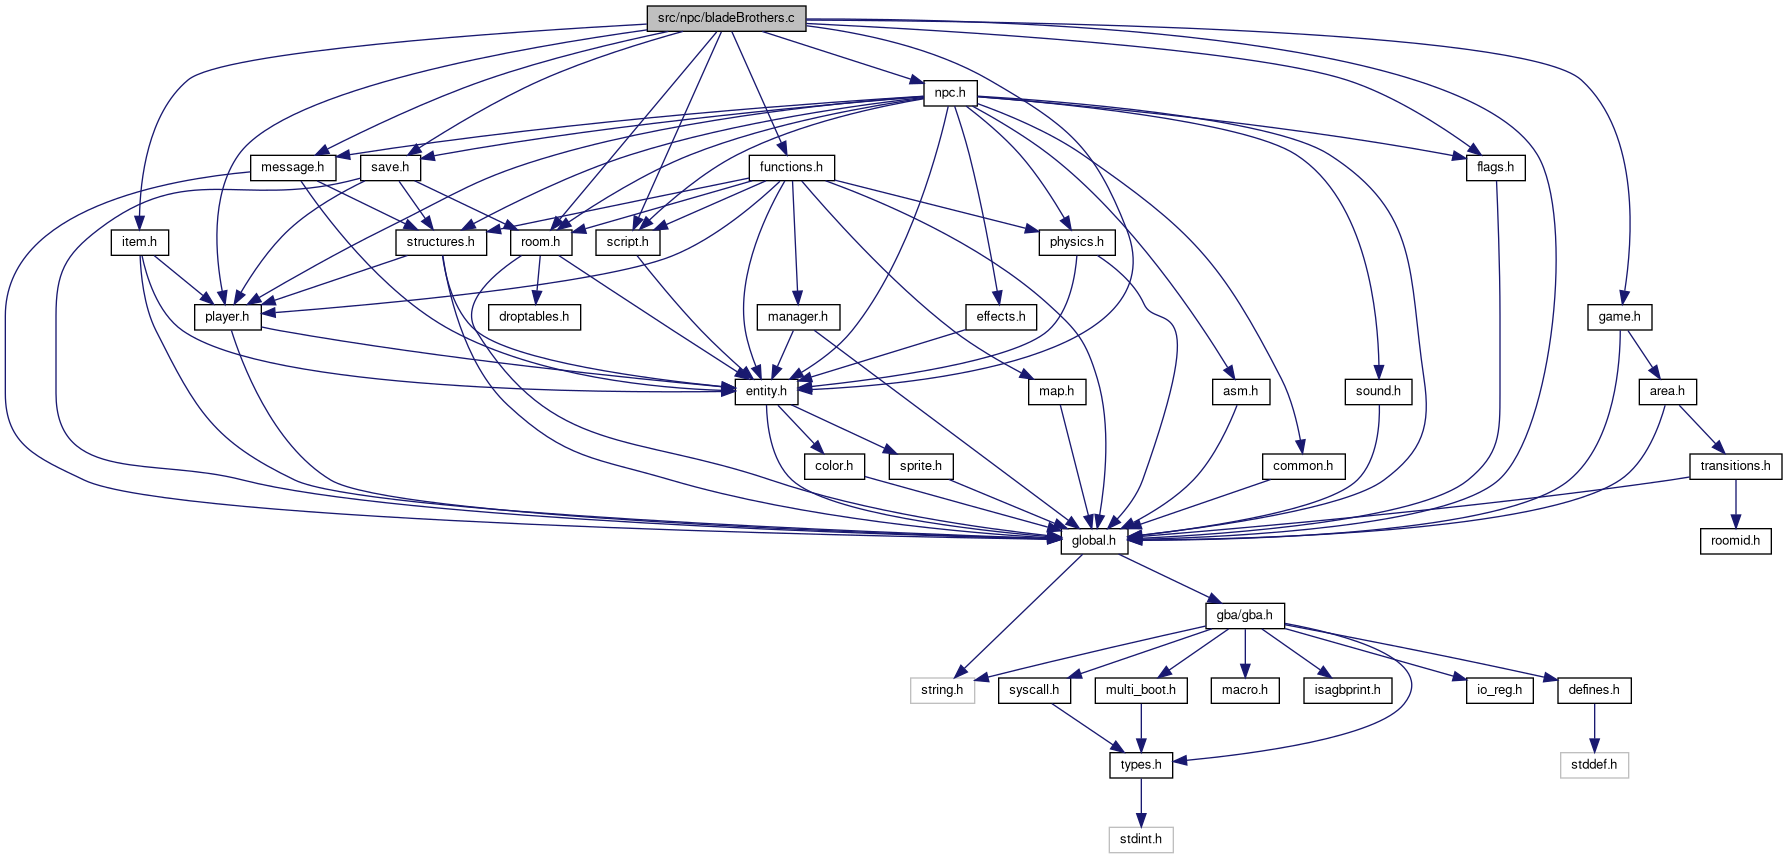 src/npc/bladeBrothers.c
npc.h
message.h
save.h
functions.h
flags.h
item.h
structures.h
room.h
script.h
physics.h
player.h
droptables.h
manager.h
effects.h
game.h
entity.h
map.h
asm.h
sound.h
area.h
color.h
sprite.h
common.h
transitions.h
global.h
roomid.h
gba/gba.h
string.h
syscall.h
multi_boot.h
macro.h
isagbprint.h
io_reg.h
defines.h
types.h
stddef.h
stdint.h